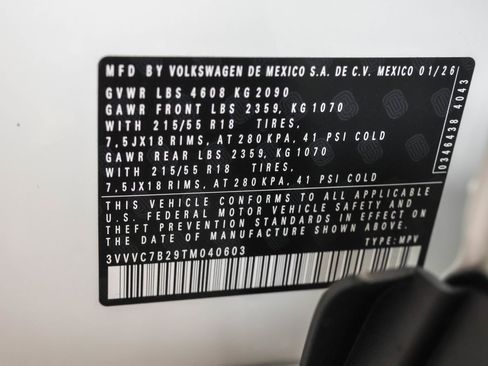 MFD BY VOLKSWAGEN DE MEXICO S.A. DE C.V. MEXICO 01/26
GVWR LBS 4608 KG 2090
GAWR FRONT LBS 2359, KG 1070
WITH 215/55 R18 TIRES,
7,5JX18 RIMS, AT 280 KPA, 41 PSI COLD
GAWR REAR LBS 2359, KG 1070
WITH 215/55 R18 TIRES,
7,5JX18 RIMS, AT 280KPA, 41 PSI COLD
THIS VEHICLE CONFORMS TO ALL APPLICABLE
U.S. FEDERAL MOTOR VEHICLE SAFETY AND
THEFT PREVENTION STANDARDS IN EFFECT ON
THE DATE OF MANUFACTURE SHOWN ABOVE.
3VVVC7B29TM040603 TYPE: MPV
0346438 4043